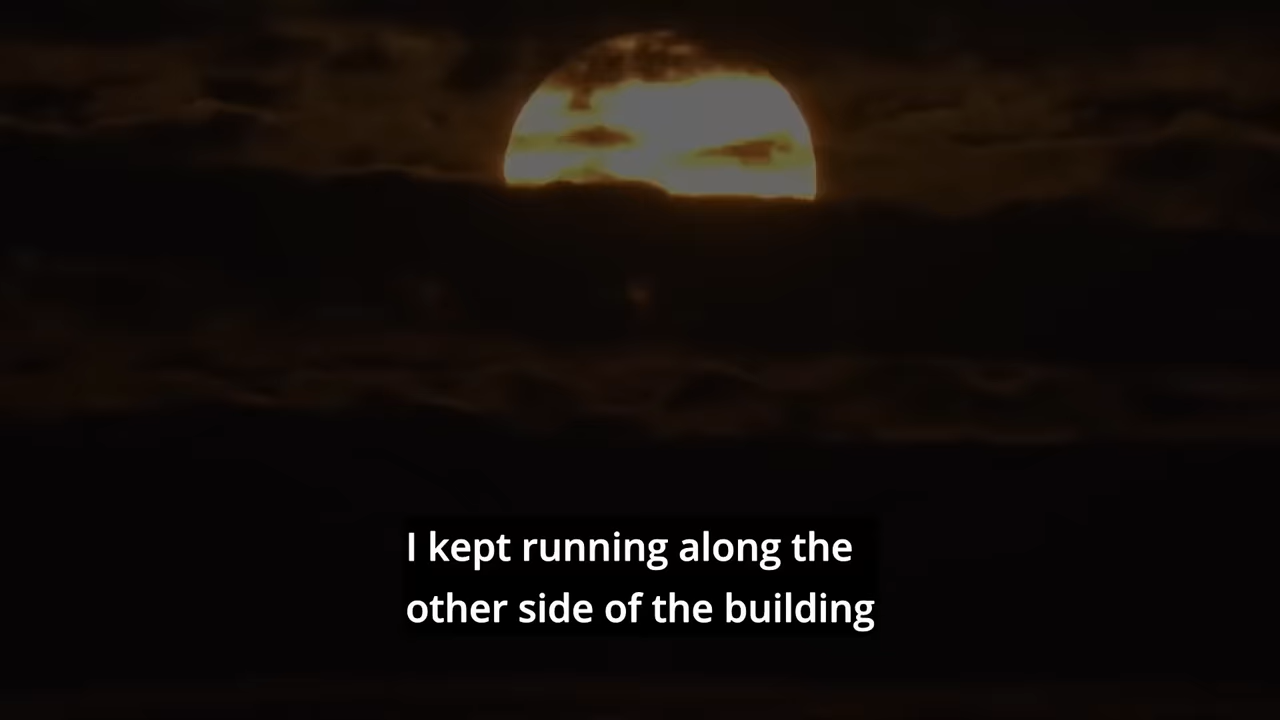 I kept running along the
other side of the building